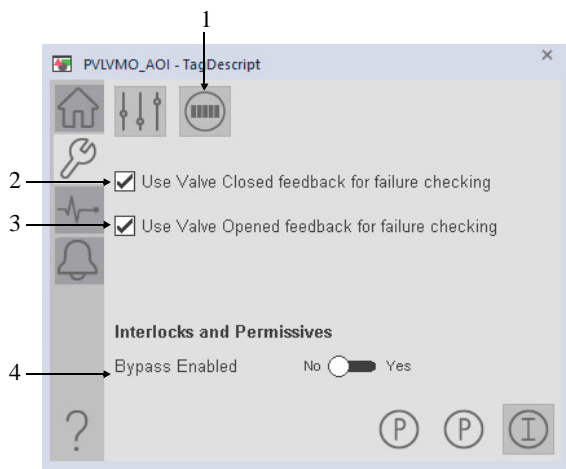 1
PVLVMO_AOI - TagDescript
2 Use Valve Closed feedback for failure checking
3 Use Valve Opened feedback for failure checking
Interlocks and Permissives
4 Bypass Enabled No Yes
? P P I